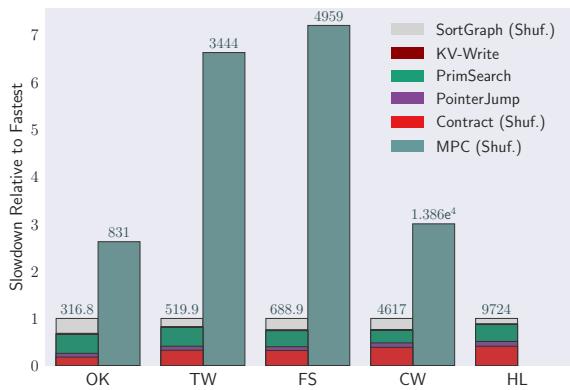 Slowdown Relative to Fastest
7
6
5
4
3
2
1
0
SortGraph (Shuf.)
KV-Write
PrimSearch
PointerJump
Contract (Shuf.)
MPC (Shuf.)
316.8
831
519.9
3444
688.9
4959
4617
1.386e⁴
9724
OK
TW
FS
CW
HL